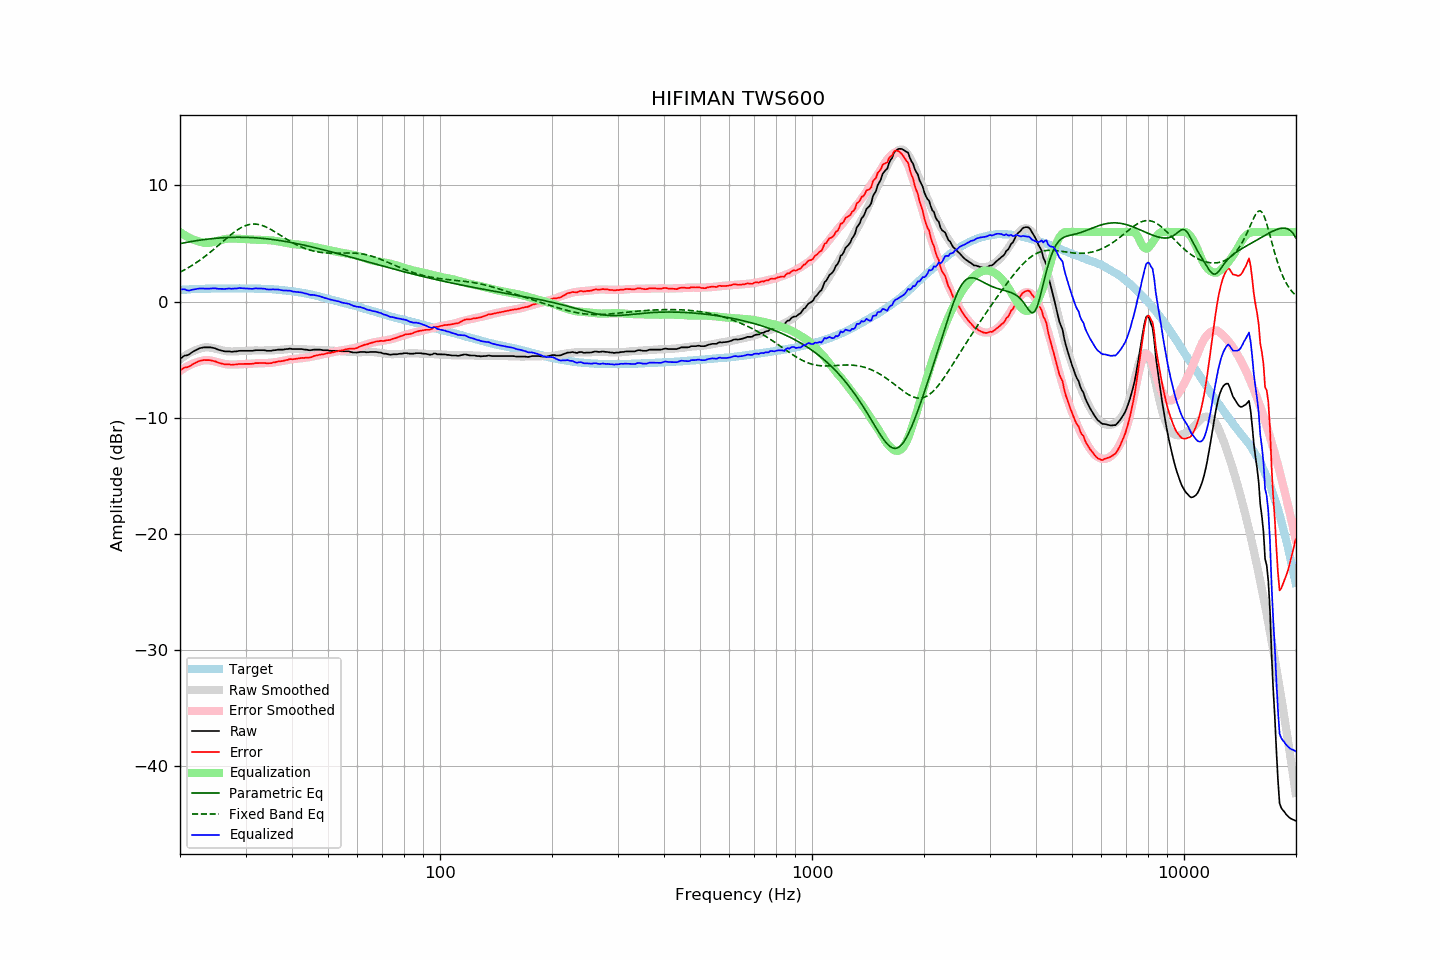 HIFIMAN TWS600
10
0
−10
−20
−30
−40
Amplitude (dBr)
Target
Raw Smoothed
Error Smoothed
Raw
Error
Equalization
Parametric Eq
Fixed Band Eq
Equalized
100
1000
10000
Frequency (Hz)